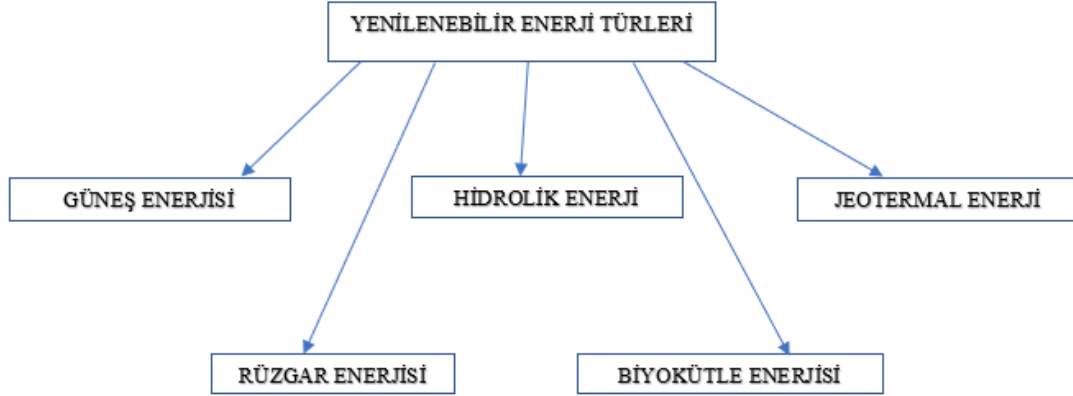 YENİLENEBİLİR ENERJİ TÜRLERİ
GÜNEŞ ENERJİSİ
HİDROLİK ENERJİ
JEOTERMAL ENERJİ
RÜZGAR ENERJİSİ
BİYOKÜTLE ENERJİSİ